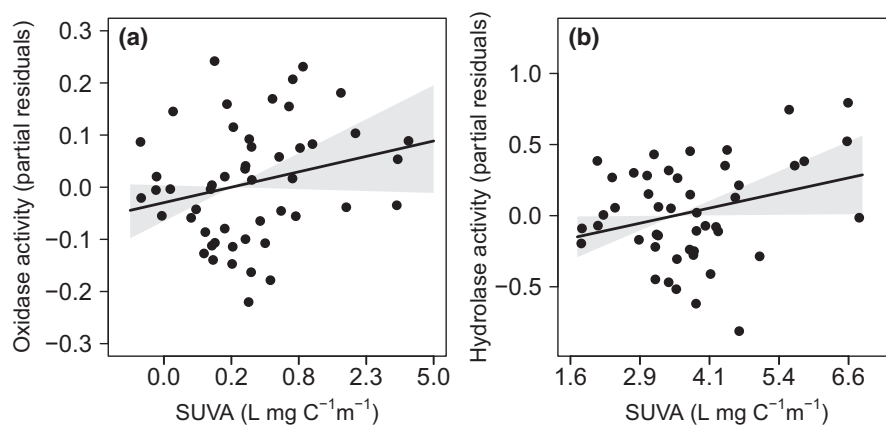 (a)
Oxidase activity (partial residuals)
0.3
0.2
0.1
0.0
−0.1
−0.2
−0.3
0.0 0.2 0.8 2.3 5.0
SUVA (L mg C⁻¹m⁻¹)
(b)
Hydrolase activity (partial residuals)
1.0
0.5
0.0
−0.5
1.6 2.9 4.1 5.4 6.6
SUVA (L mg C⁻¹m⁻¹)